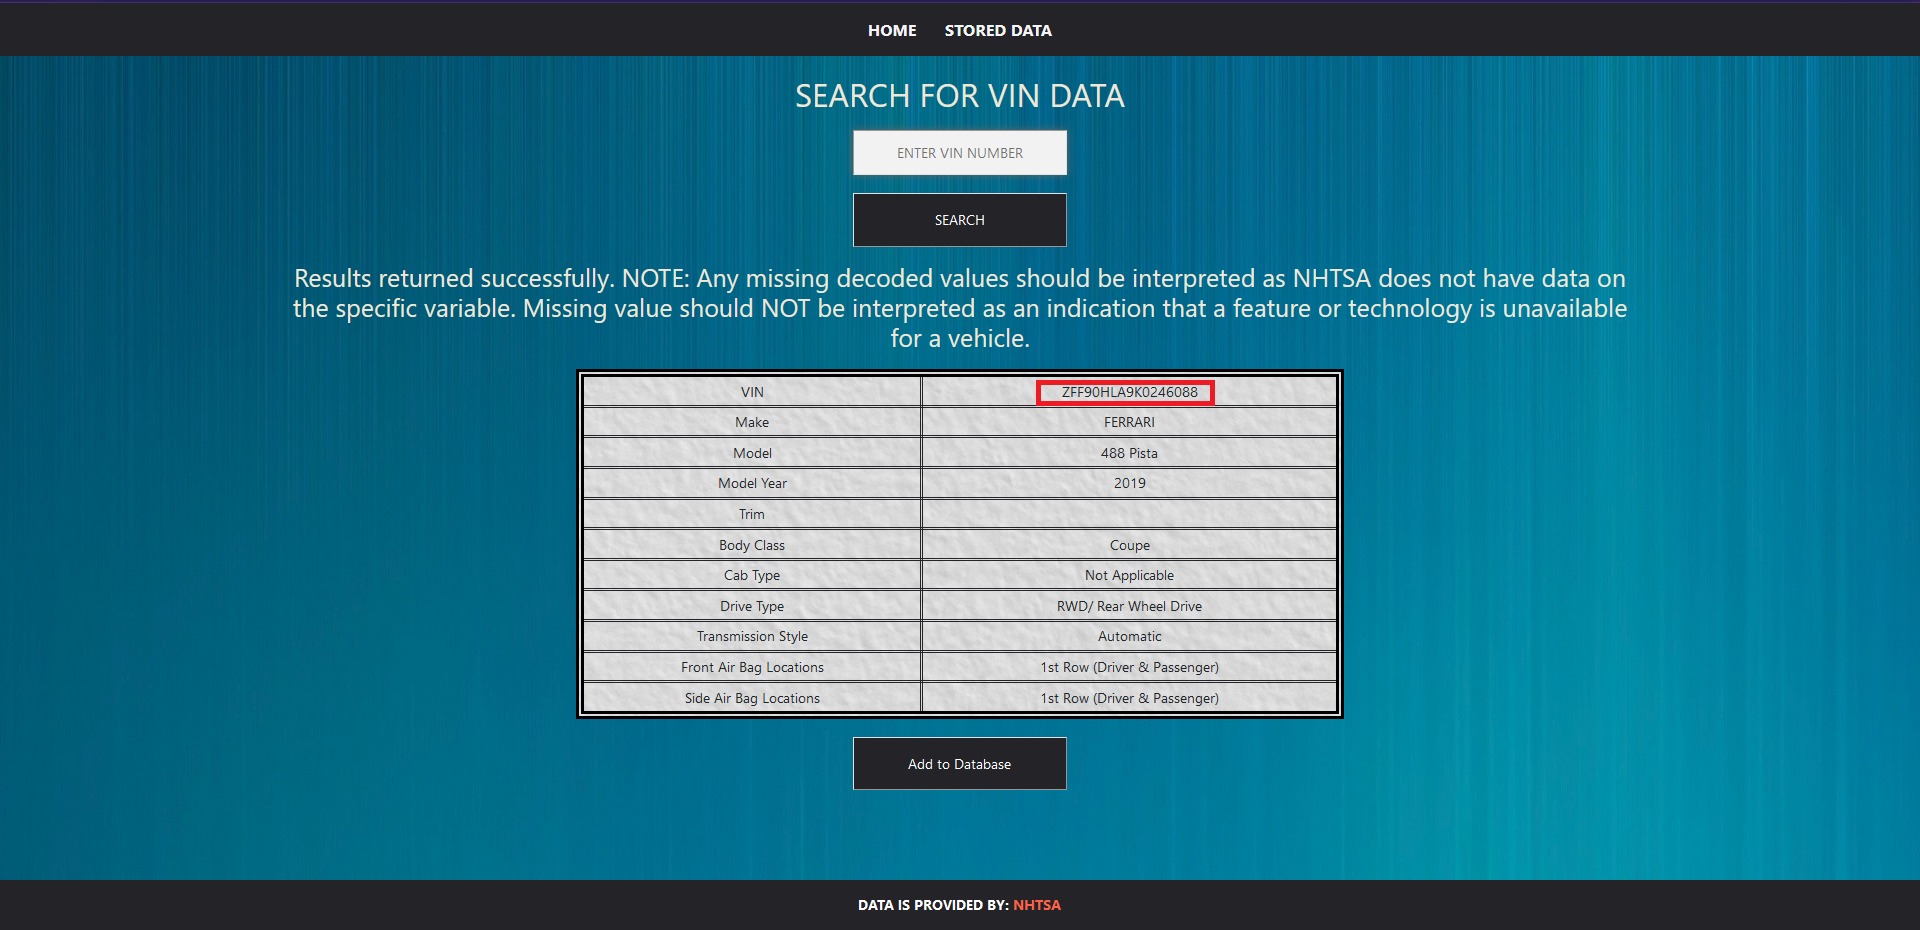 HOME STORED DATA
SEARCH FOR VIN DATA
ENTER VIN NUMBER
SEARCH
Results returned successfully. NOTE: Any missing decoded values should be interpreted as NHTSA does not have data on
the specific variable. Missing value should NOT be interpreted as an indication that a feature or technology is unavailable
for a vehicle.
VIN ZFF90HLA9K0246088
Make FERRARI
Model 488 Pista
Model Year 2019
Trim
Body Class Coupe
Cab Type Not Applicable
Drive Type RWD/ Rear Wheel Drive
Transmission Style Automatic
Front Air Bag Locations 1st Row (Driver & Passenger)
Side Air Bag Locations 1st Row (Driver & Passenger)
Add to Database
DATA IS PROVIDED BY: NHTSA